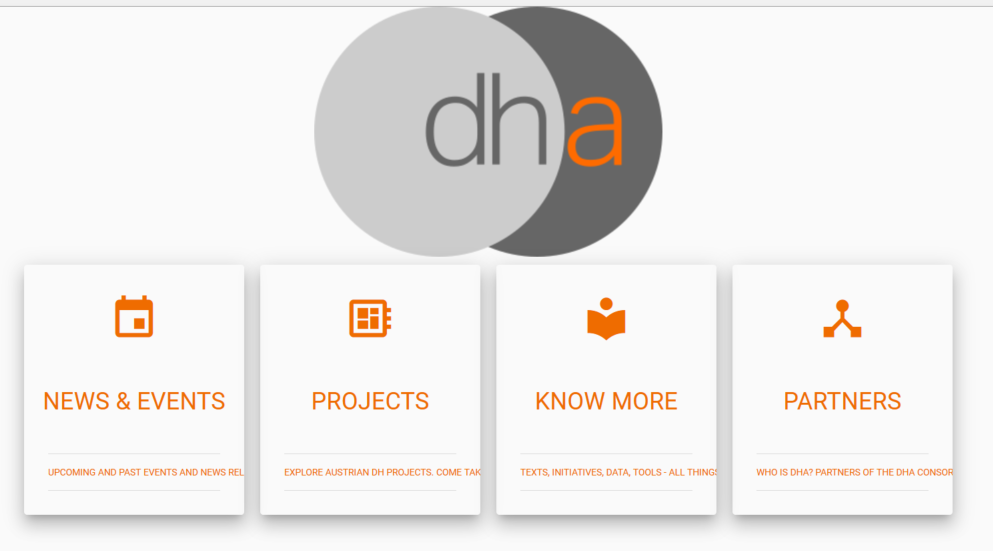 dha
NEWS & EVENTS
UPCOMING AND PAST EVENTS AND NEWS REL
PROJECTS
EXPLORE AUSTRIAN DH PROJECTS. COME TAK
KNOW MORE
TEXTS, INITIATIVES, DATA, TOOLS - ALL THINGS
PARTNERS
WHO IS DHA? PARTNERS OF THE DHA CONSOR